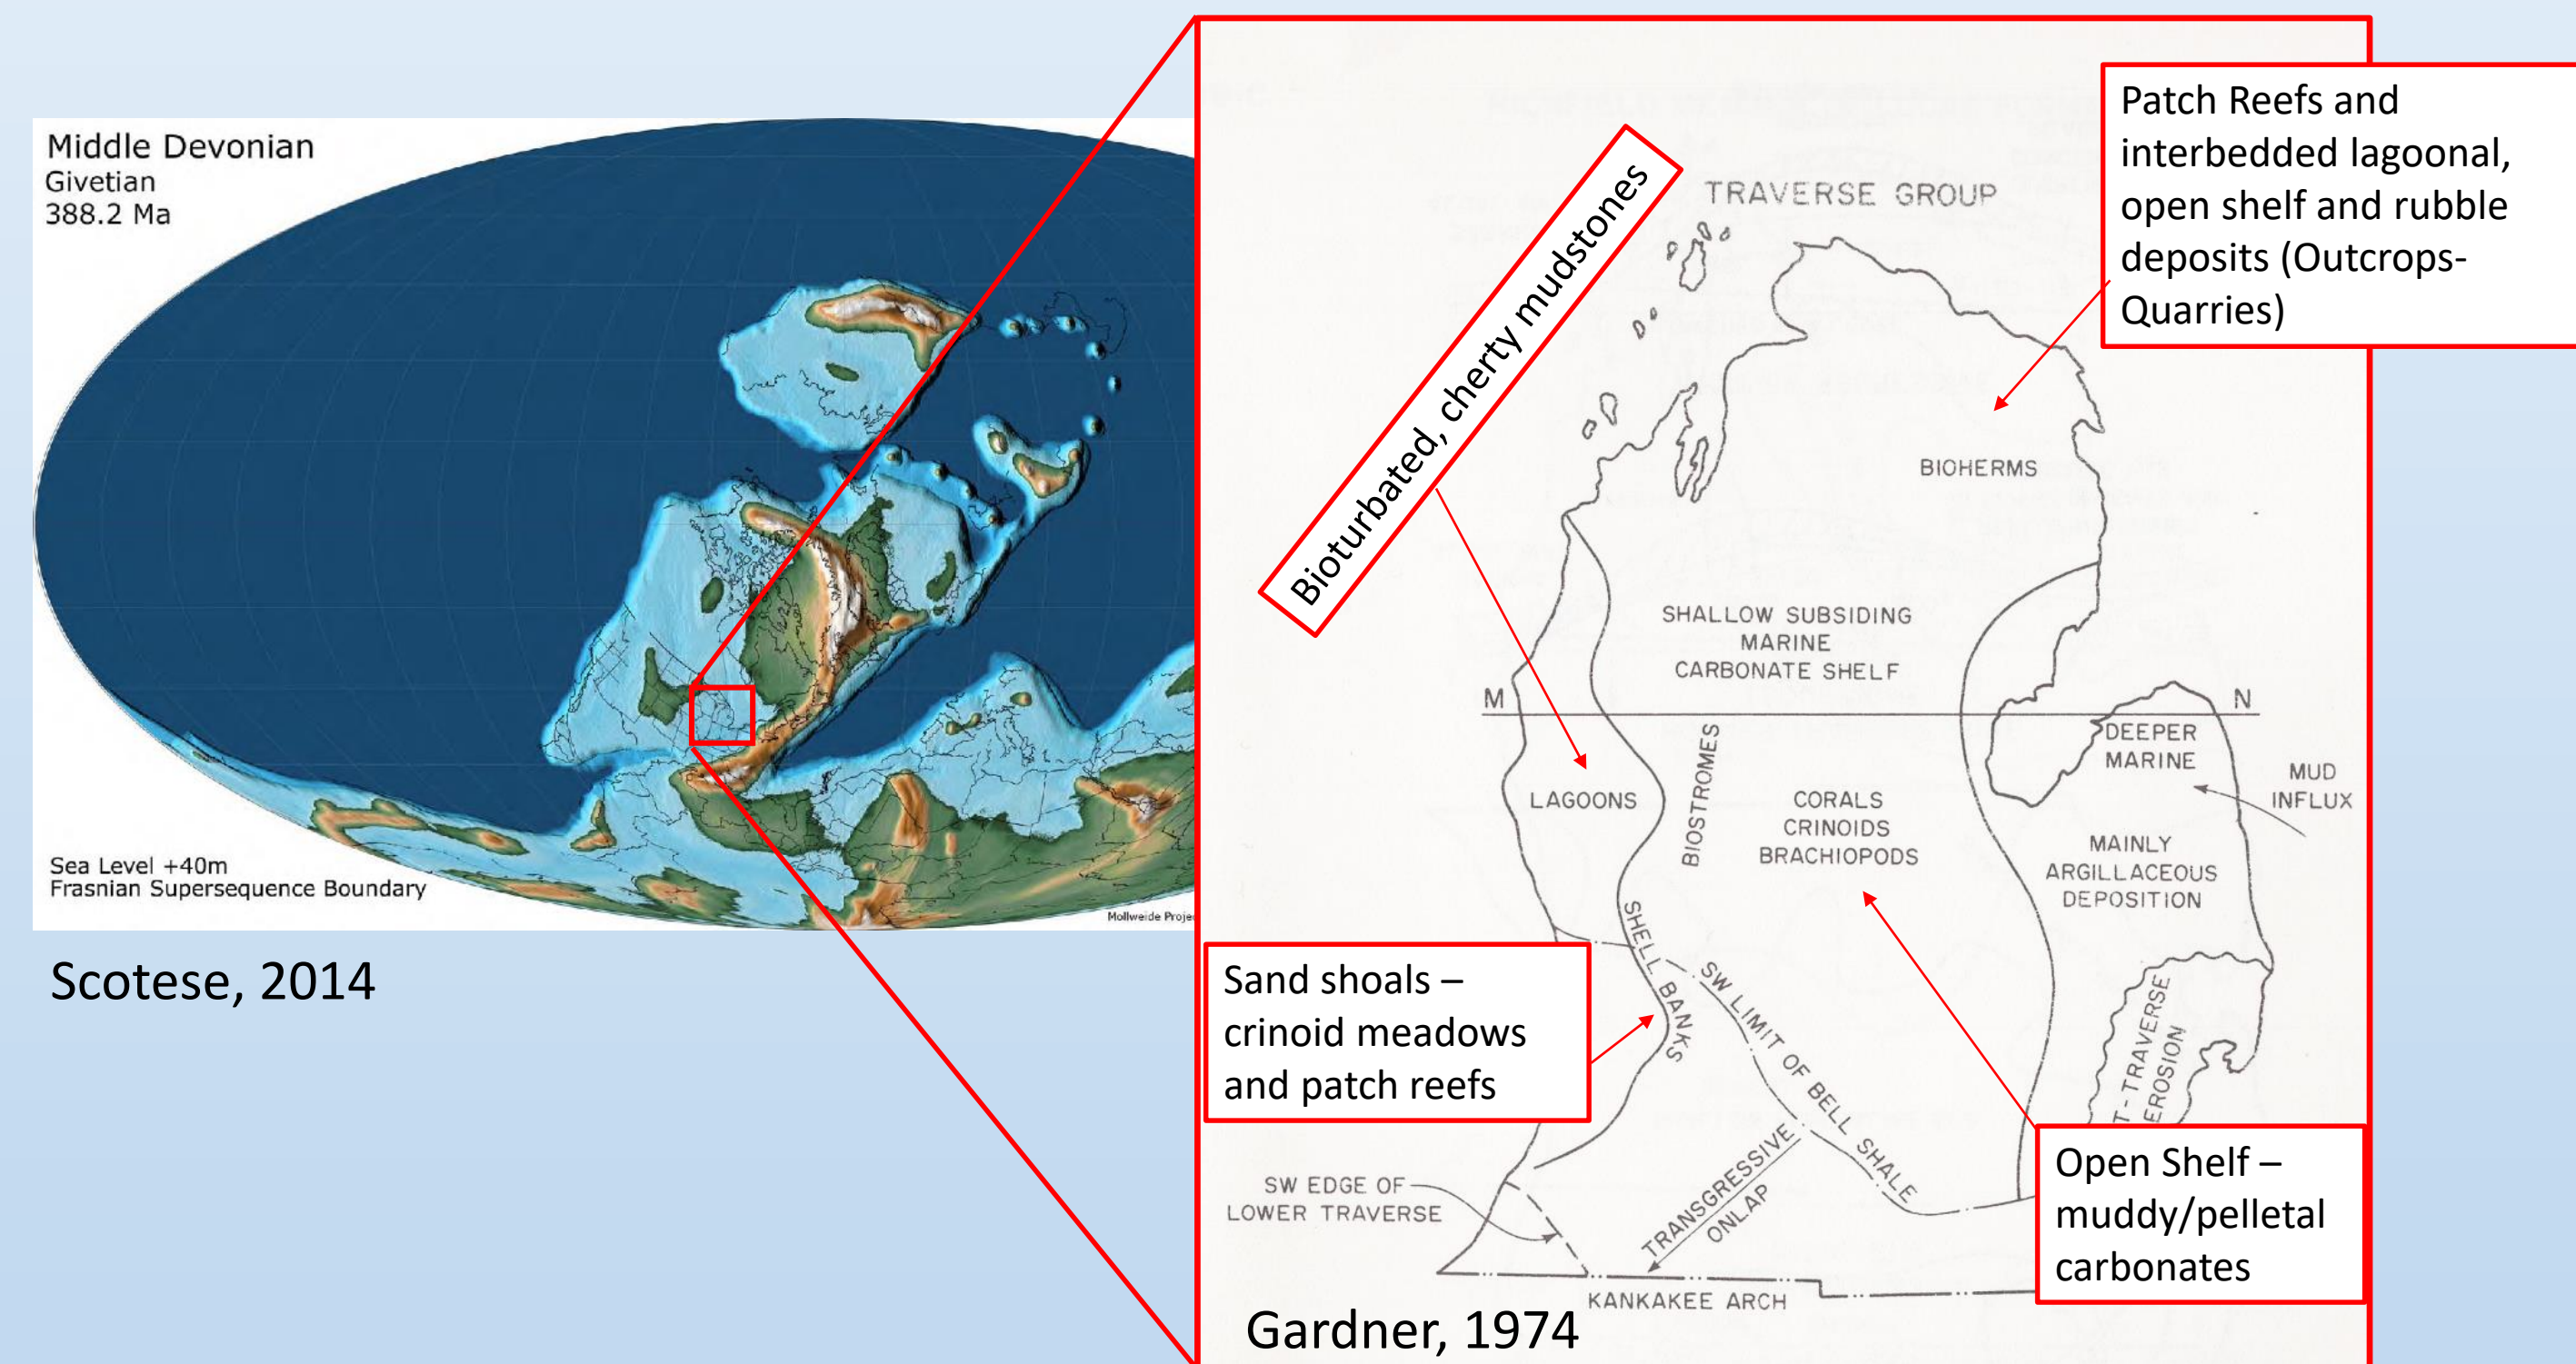 Middle Devonian
Givetian
388.2 Ma
Sea Level +40m
Frasnian Supersequence Boundary
Mollweide
Scotese, 2014
TRAVERSE GROUP
Patch Reefs and
interbedded lagoonal,
open shelf and rubble
deposits (Outcrops-
Quarries)
Bioturbated, cherty mudstones
BIOHERMS
SHALLOW SUBSIDING
MARINE
CARBONATE SHELF
M
N
DEEPER
MARINE
MUD
INFLUX
LAGOONS
BIOSTROMES
CORALS
CRINOIDS
BRACHIOPODS
MAINLY
ARGILLACEOUS
DEPOSITION
SHELL BANKS
Sand shoals –
crinoid meadows
and patch reefs
SW LIMIT OF BELL SHALE
T-TRAVERSE
EROSION
Open Shelf –
muddy/pelletal
carbonates
SW EDGE OF
LOWER TRAVERSE
TRANSGRESSIVE
ONLAP
KANKAKEE ARCH
Gardner, 1974